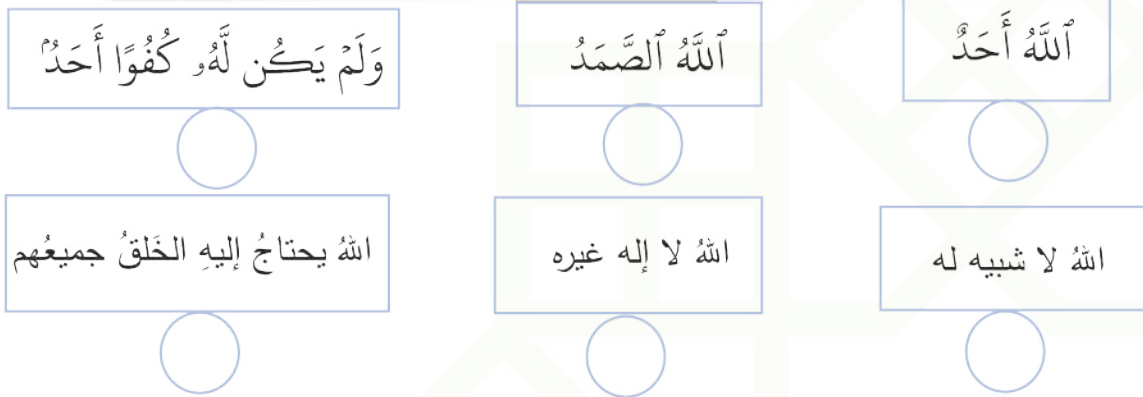 ٱللَّهُ أَحَدٌ
ٱللَّهُ ٱلصَّمَدُ
وَلَمۡ يَكُن لَّهُۥ كُفُوًا أَحَدُۢ
اللهُ لا شبيه له
اللهُ لا إله غيره
اللهُ يحتاجُ إليهِ الخَلقُ جميعُهم